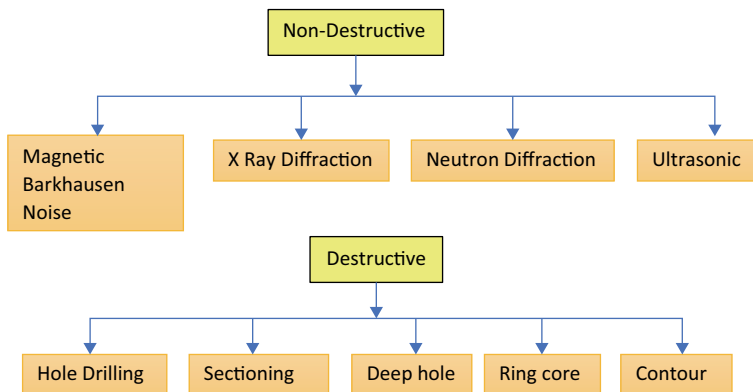 Non-Destructive
Magnetic
Barkhausen
Noise
X Ray Diffraction
Neutron Diffraction
Ultrasonic
Destructive
Hole Drilling
Sectioning
Deep hole
Ring core
Contour